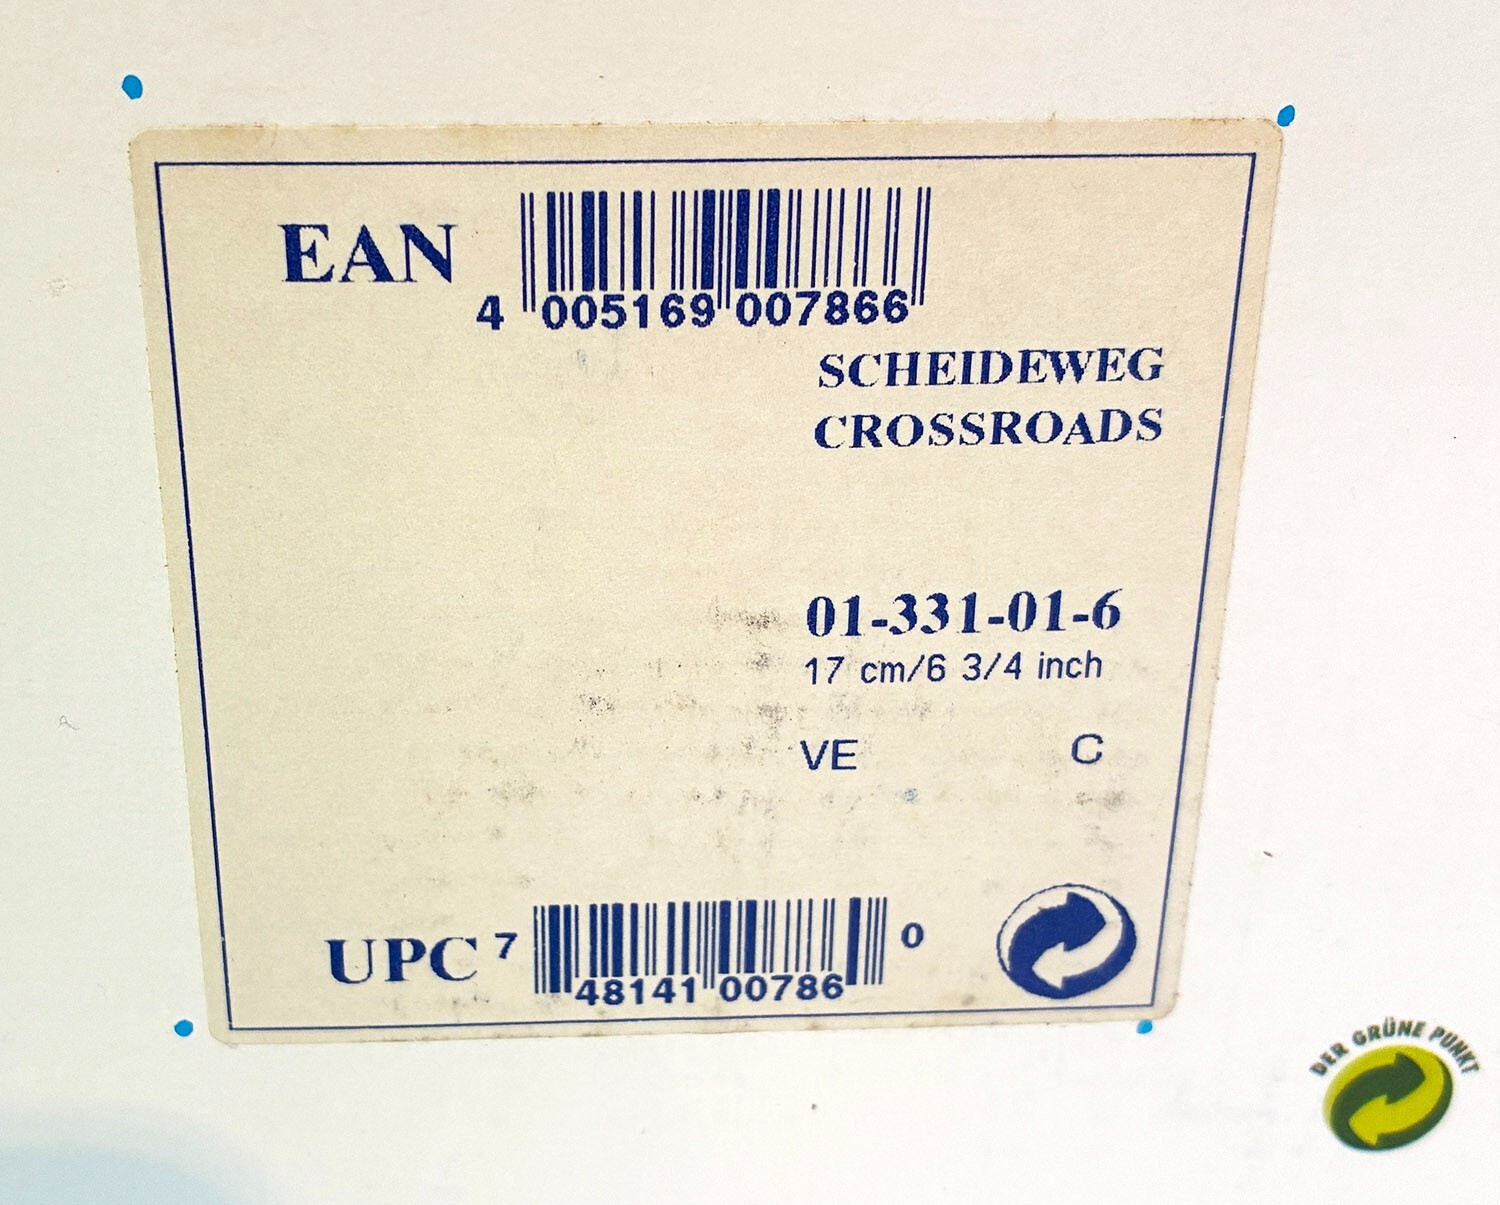 EAN
4 005169 007866
SCHEIDEWEG
CROSSROADS
01-331-01-6
17 cm/6 3/4 inch
VE C
UPC 7 48141 00786 0
DER GRÜNE PUNKT